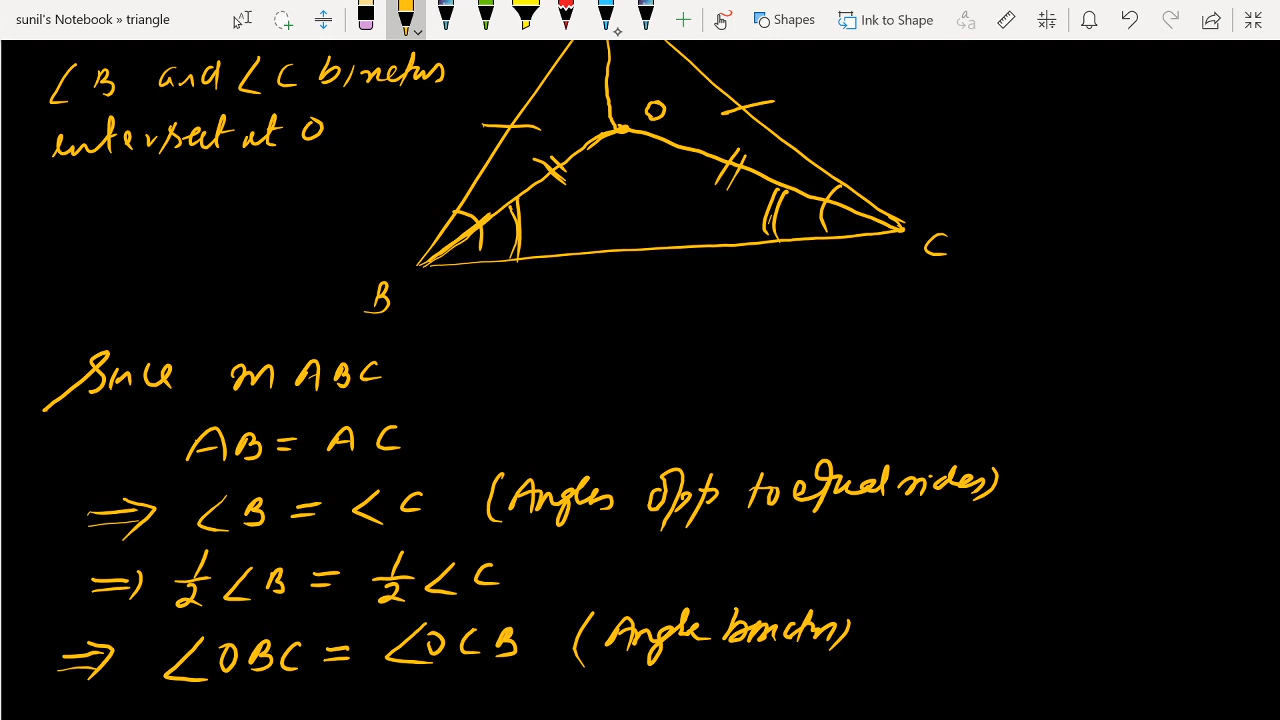 sunil's Notebook » triangle
Shapes
Ink to Shape
∠B and ∠C bisectors
intersect at O
O
C
B
Since in ABC
AB = AC
⇒ ∠B = ∠C (Angles opp to equal sides)
⇒ 1/2 ∠B = 1/2 ∠C
⇒ ∠OBC = ∠OCB (Angle bisectors)